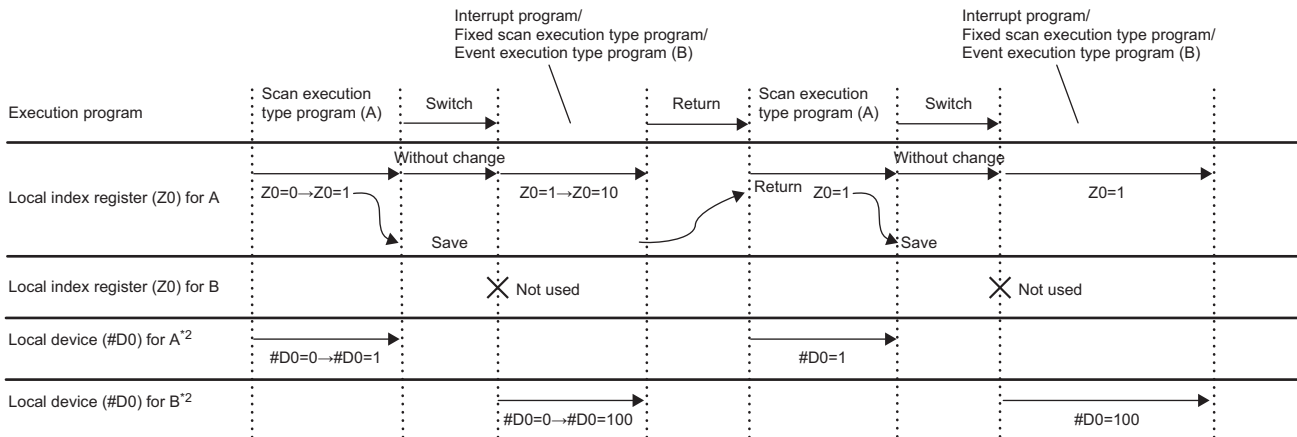 Interrupt program/
Fixed scan execution type program/
Event execution type program (B)
Interrupt program/
Fixed scan execution type program/
Event execution type program (B)
Execution program
Scan execution
type program (A)
Switch
Return
Scan execution
type program (A)
Switch
Local index register (Z0) for A
Without change
Z0=0→Z0=1
Z0=1→Z0=10
Save
Return
Z0=1
Without change
Save
Z0=1
Local index register (Z0) for B
Not used
Not used
Local device (#D0) for A*2
#D0=0→#D0=1
#D0=1
Local device (#D0) for B*2
#D0=0→#D0=100
#D0=100